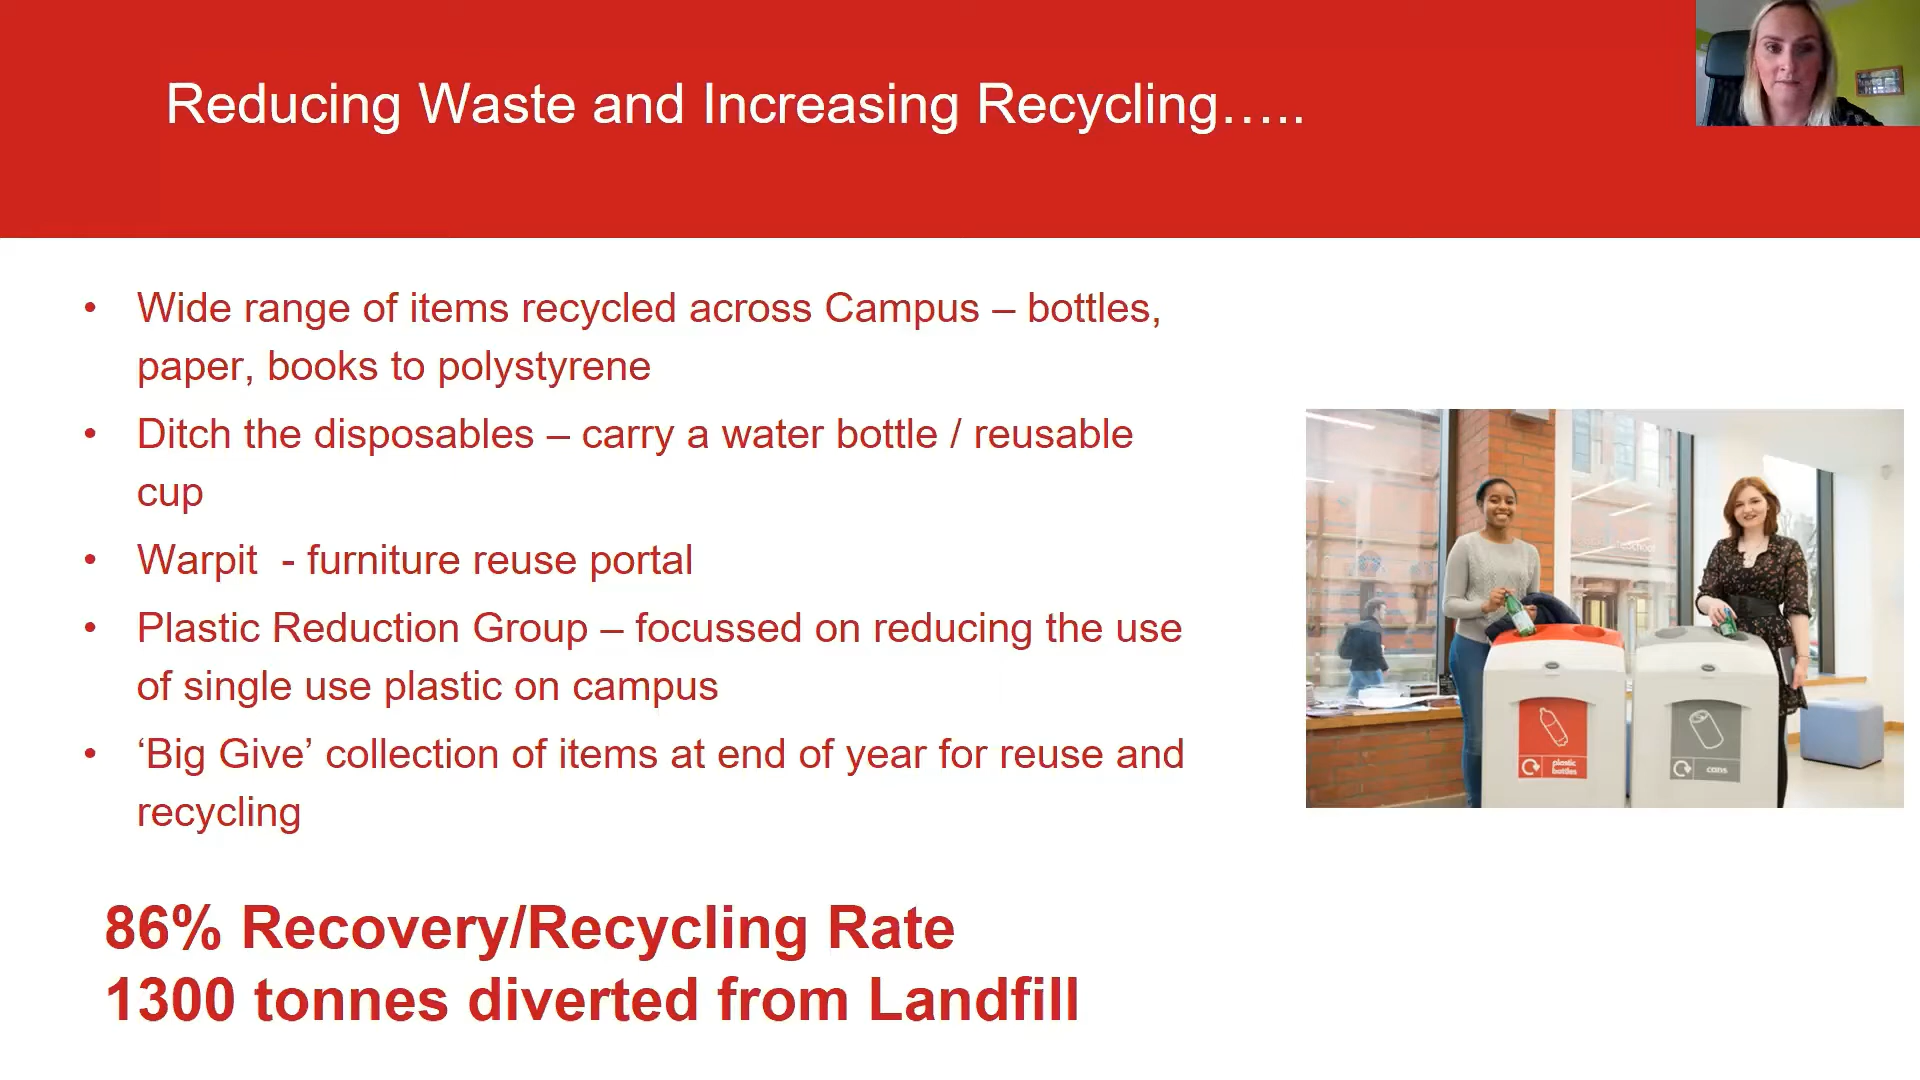 Reducing Waste and Increasing Recycling…..
• Wide range of items recycled across Campus – bottles,
paper, books to polystyrene
• Ditch the disposables – carry a water bottle / reusable
cup
• Warpit - furniture reuse portal
• Plastic Reduction Group – focussed on reducing the use
of single use plastic on campus
• ‘Big Give’ collection of items at end of year for reuse and
recycling
86% Recovery/Recycling Rate
1300 tonnes diverted from Landfill
plastic
bottles
cans